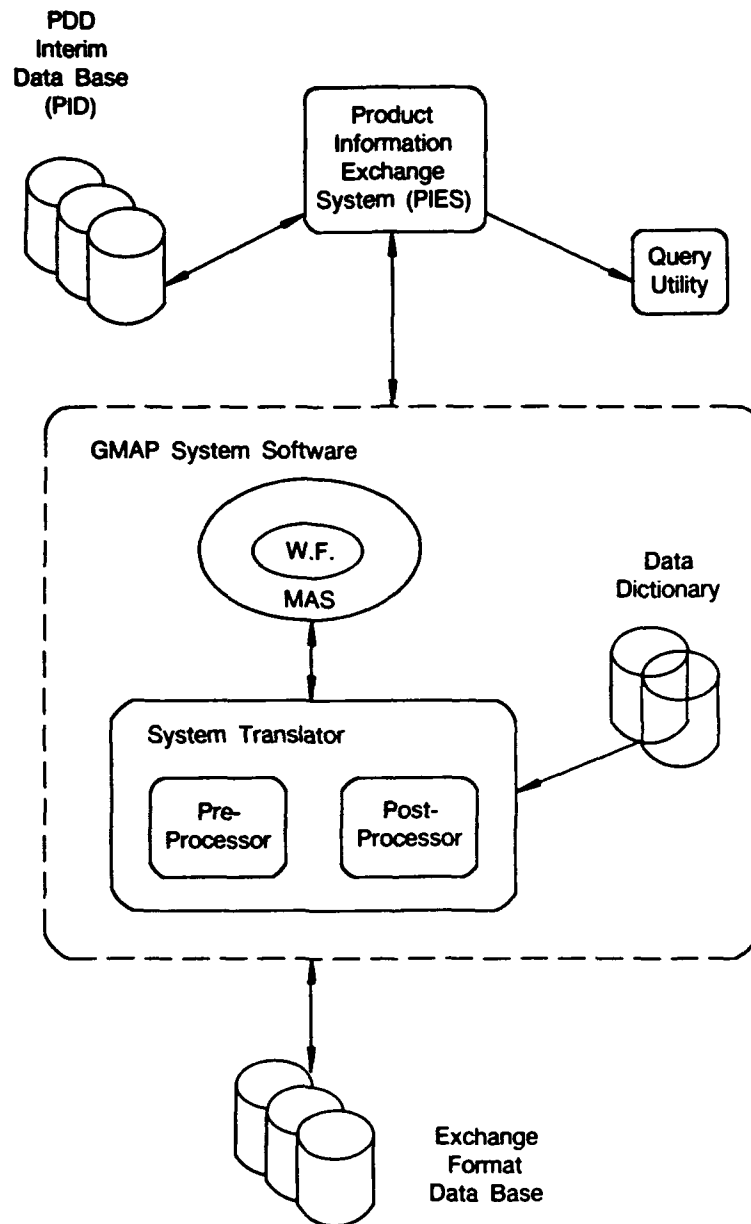 PDD
Interim
Data Base
(PID)
Product
Information
Exchange
System (PIES)
Query
Utility
GMAP System Software
W.F.
MAS
Data
Dictionary
System Translator
Pre-
Processor
Post-
Processor
Exchange
Format
Data Base